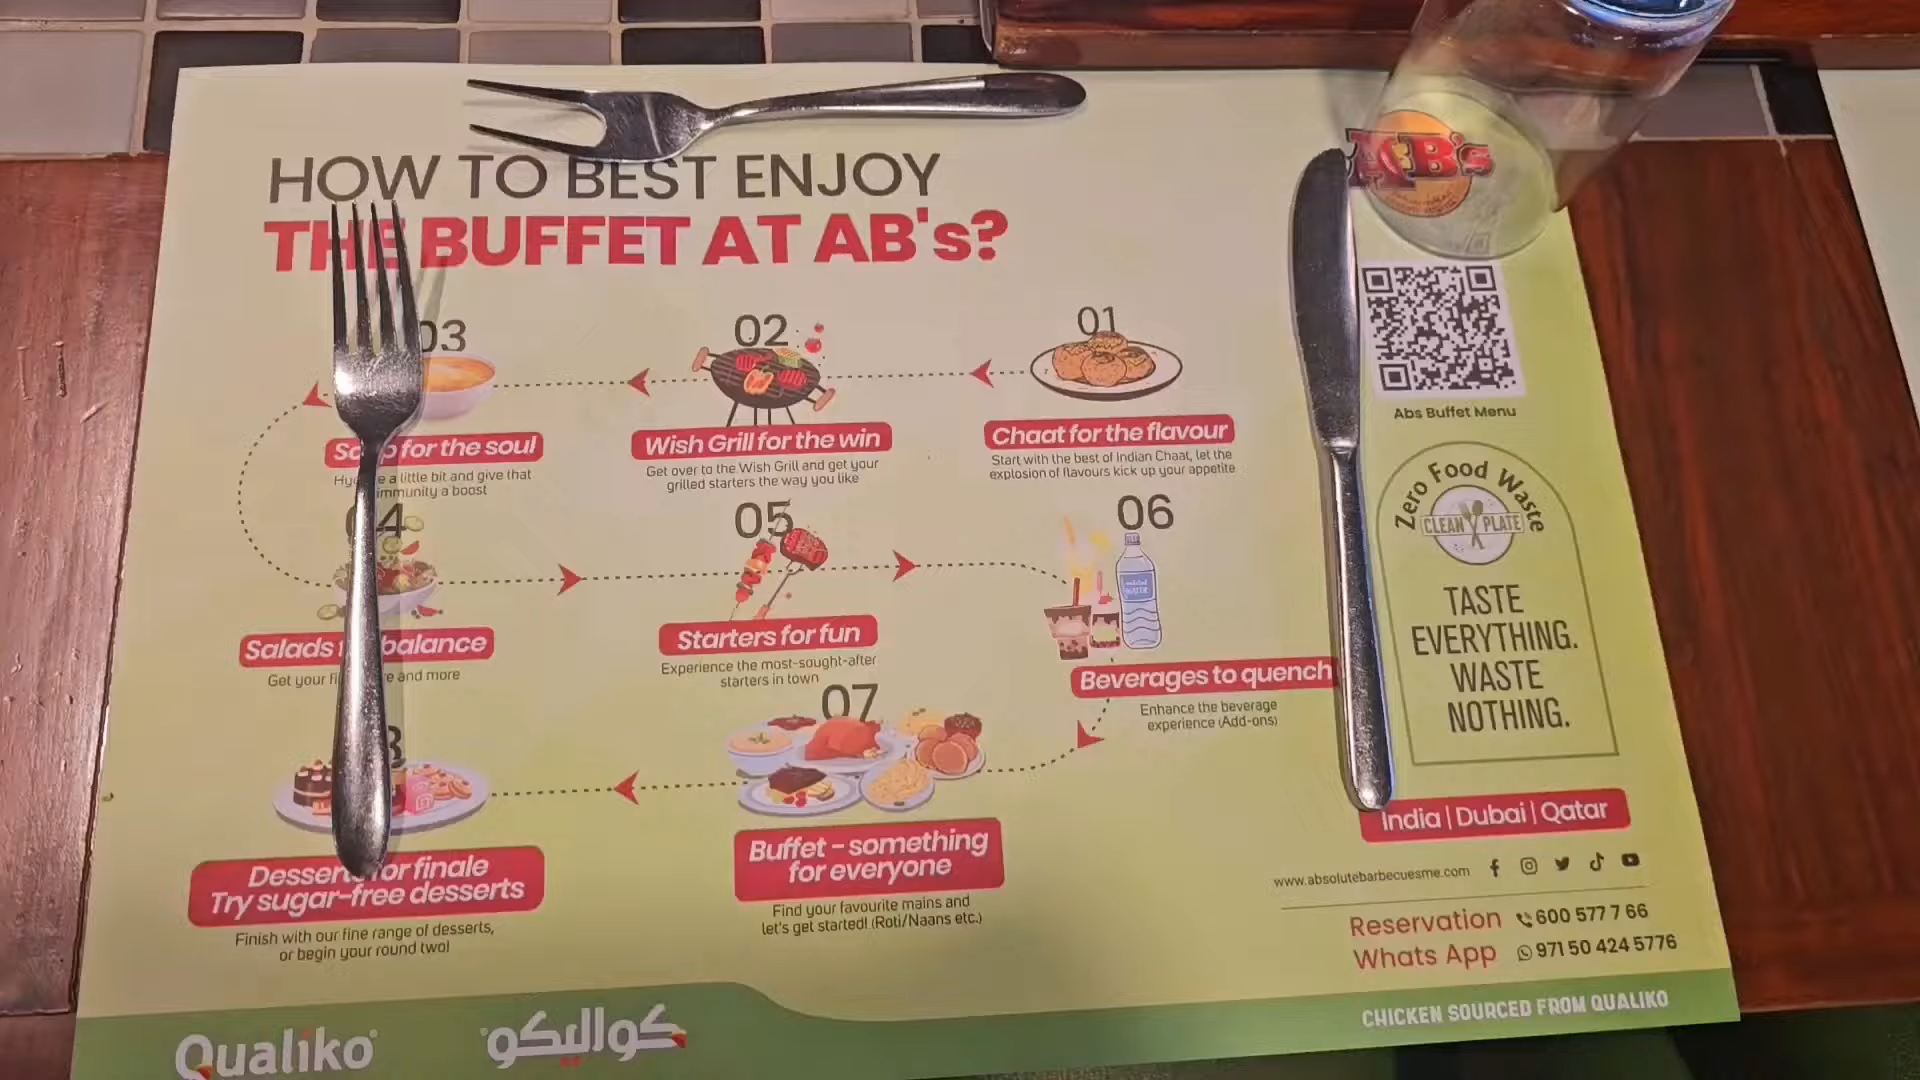 HOW TO BEST ENJOY
THE BUFFET AT AB's?
AB's
01
Chaat for the flavour
Start with the best of Indian Chaat, let the
explosion of flavours kick up your appetite
02
Wish Grill for the win
Get over to the Wish Grill and get your
grilled starters the way you like
03
for the soul
a little bit and give that
immunity a boost
04
Salads balance
Get your and more
05
Starters for fun
Experience the most-sought-after
starters in town
06
Beverages to quench
Enhance the beverage
experience (Add-ons)
07
Buffet - something
for everyone
Find your favourite mains and
let's get started! (Roti/Naans etc.)
Desserts for finale
Try sugar-free desserts
Finish with our fine range of desserts,
or begin your round two!
Abs Buffet Menu
Zero Food Waste
CLEAN PLATE
TASTE
EVERYTHING.
WASTE
NOTHING.
India | Dubai | Qatar
www.absolutebarbecuesme.com
Reservation 600 577 7 66
Whats App 971 50 424 5776
CHICKEN SOURCED FROM QUALIKO
Qualiko كواليكو